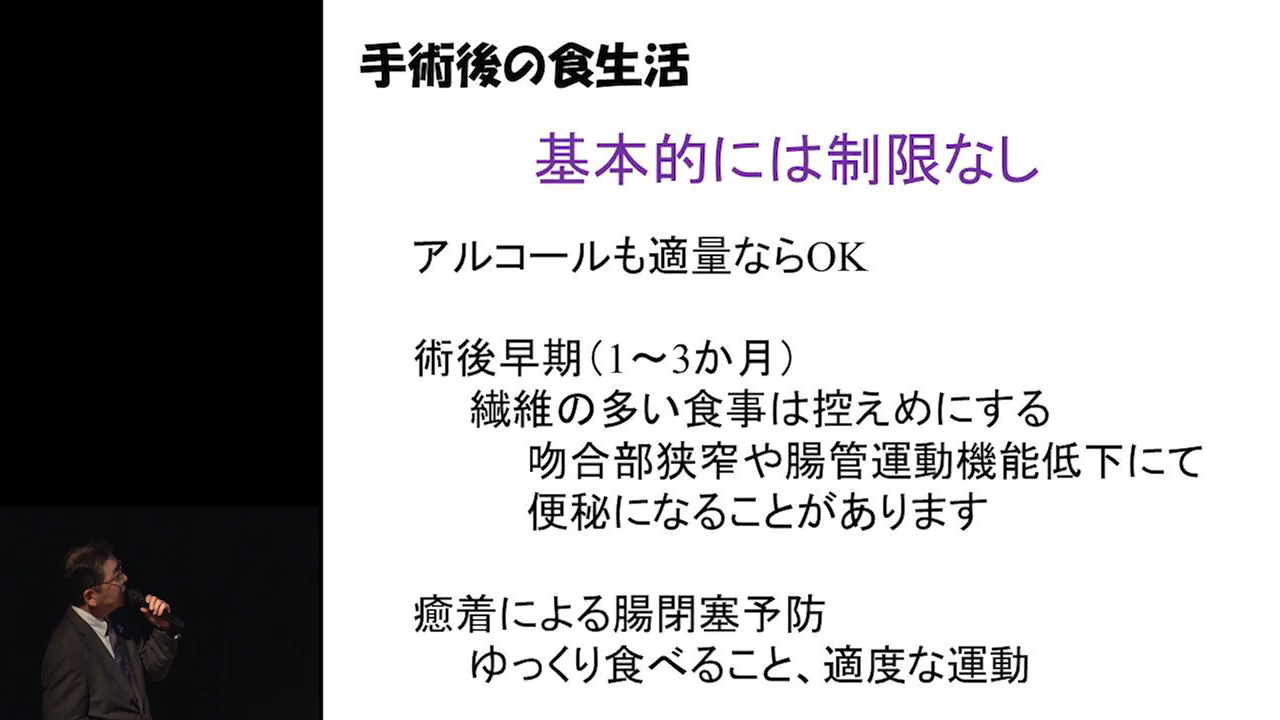 手術後の食生活
基本的には制限なし
アルコールも適量ならOK
術後早期(1〜3か月)
繊維の多い食事は控えめにする
吻合部狭窄や腸管運動機能低下にて
便秘になることがあります
癒着による腸閉塞予防
ゆっくり食べること、適度な運動